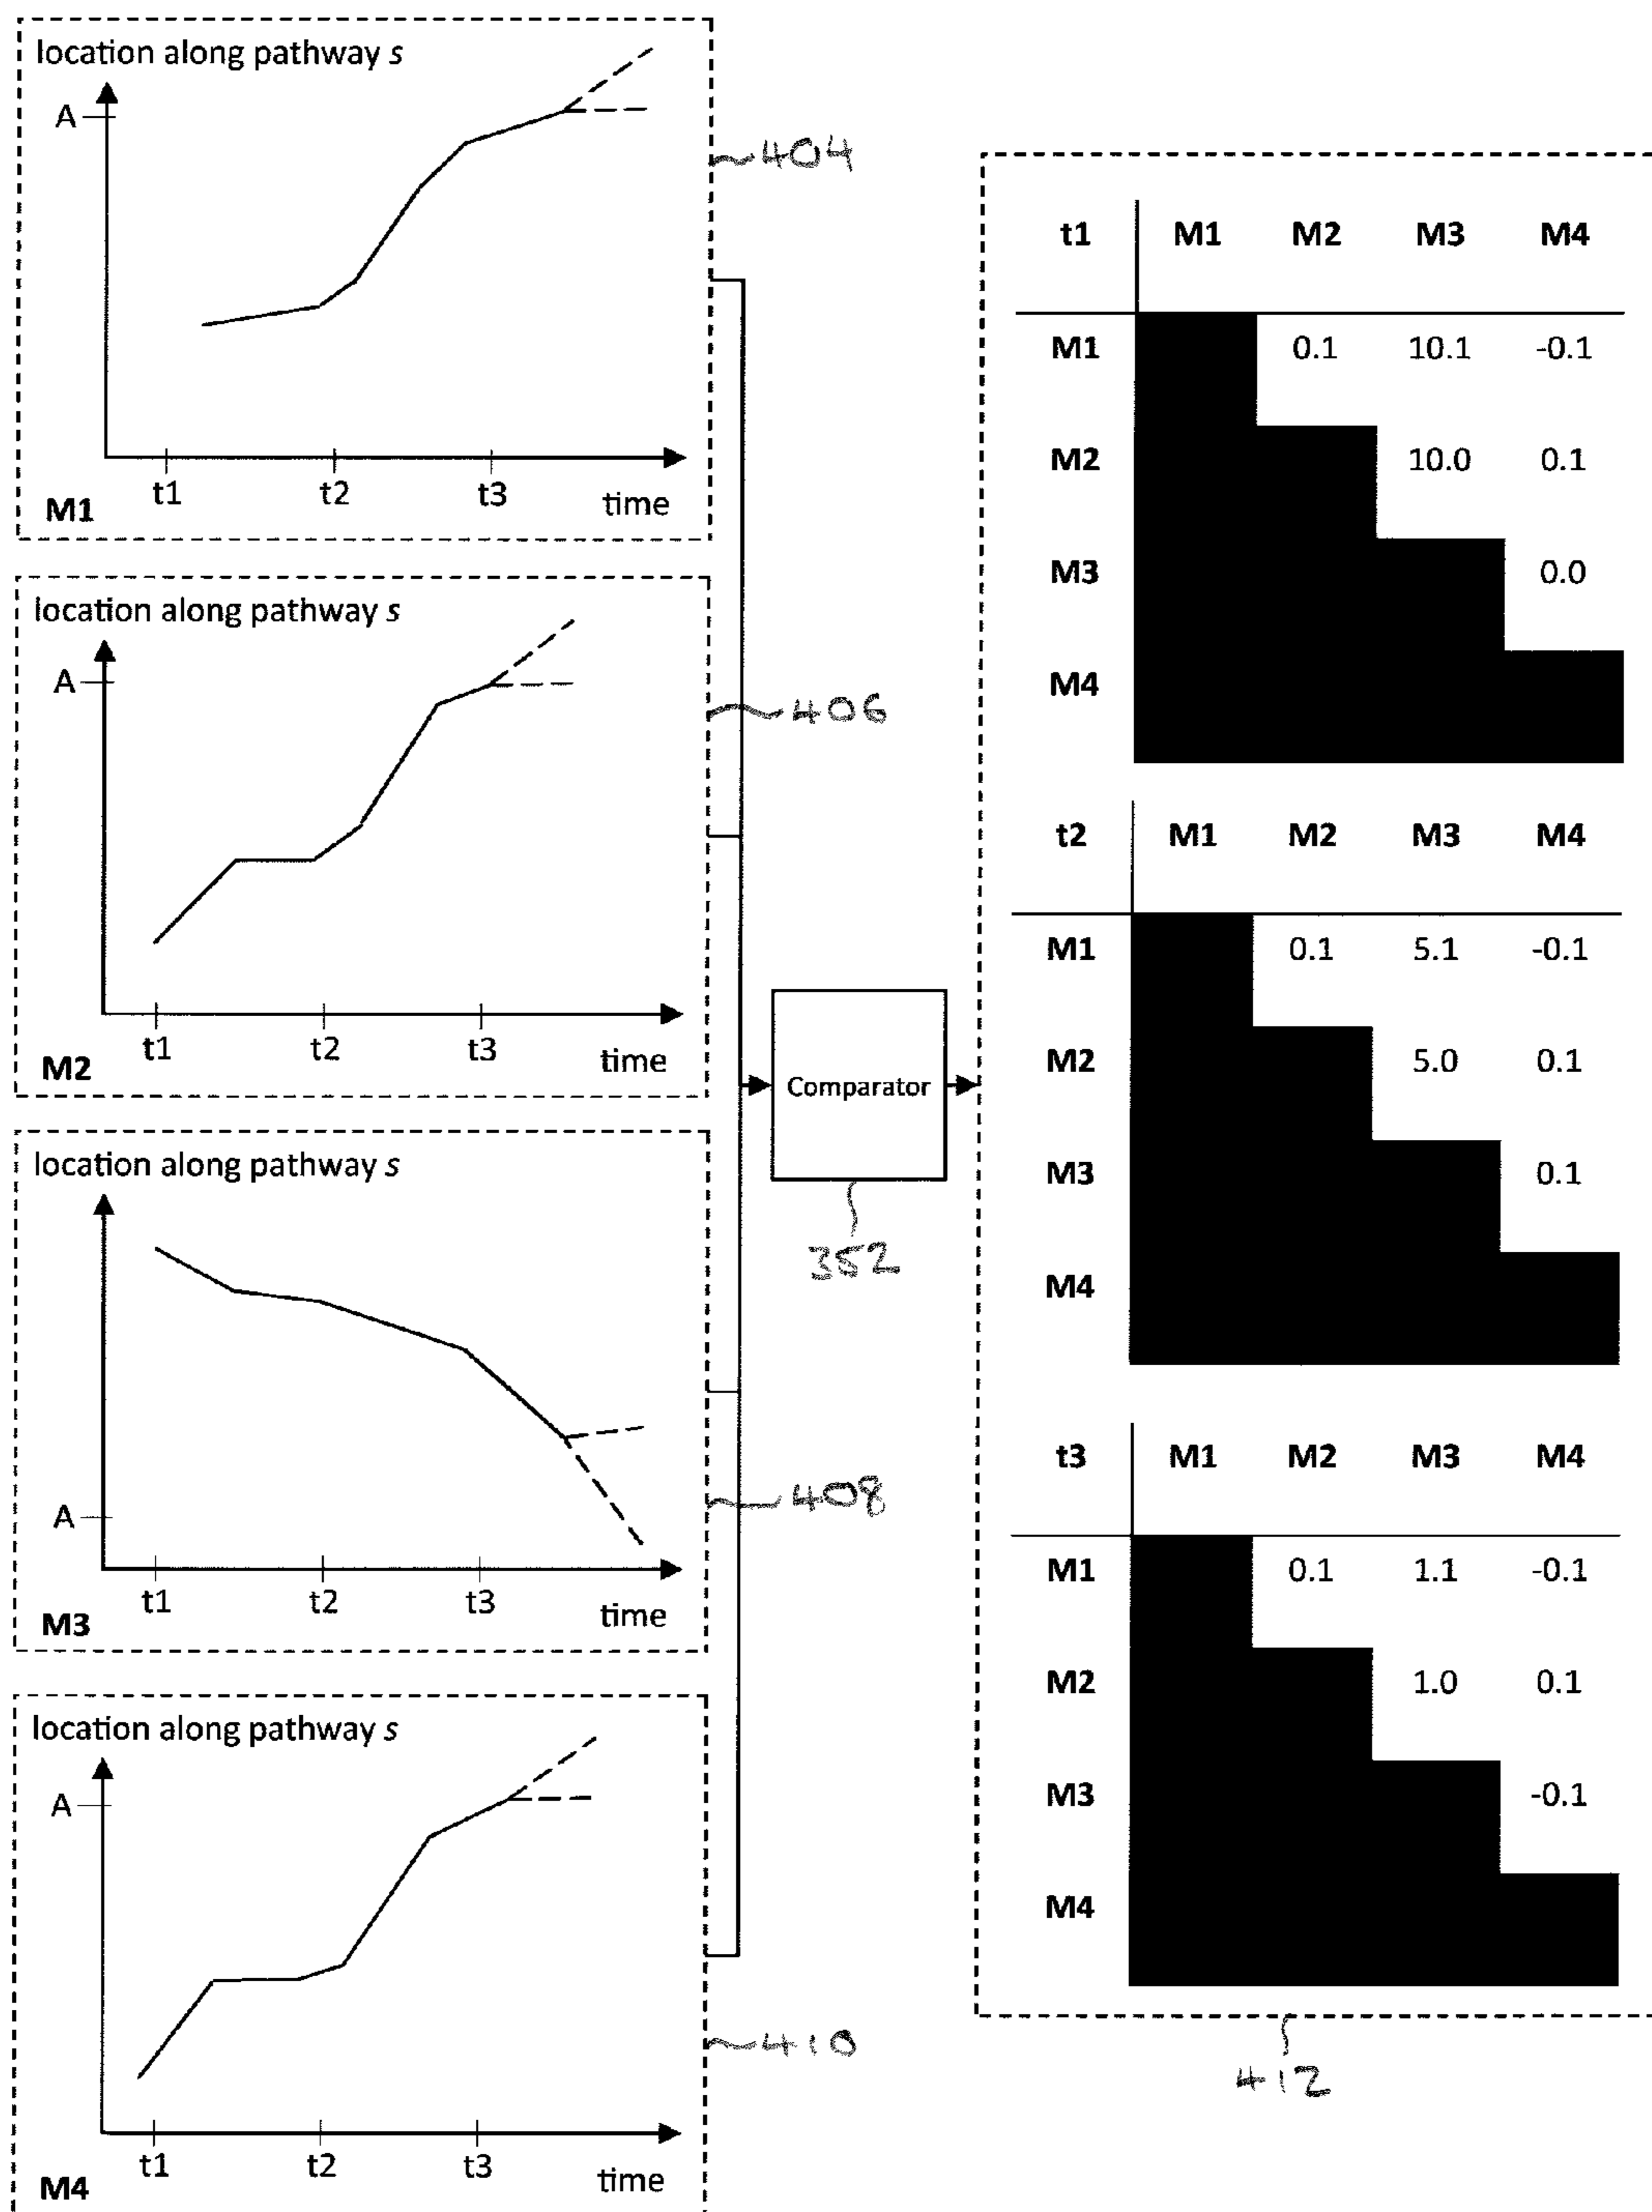 location along pathway s
A
t1 t2 t3 time
M1
404
location along pathway s
A
t1 t2 t3 time
M2
406
location along pathway s
A
t1 t2 t3 time
M3
408
location along pathway s
A
t1 t2 t3 time
M4
410
Comparator
352
t1 M1 M2 M3 M4
M1 0.1 10.1 -0.1
M2 10.0 0.1
M3 0.0
M4
t2 M1 M2 M3 M4
M1 0.1 5.1 -0.1
M2 5.0 0.1
M3 0.1
M4
t3 M1 M2 M3 M4
M1 0.1 1.1 -0.1
M2 1.0 0.1
M3 -0.1
M4
412